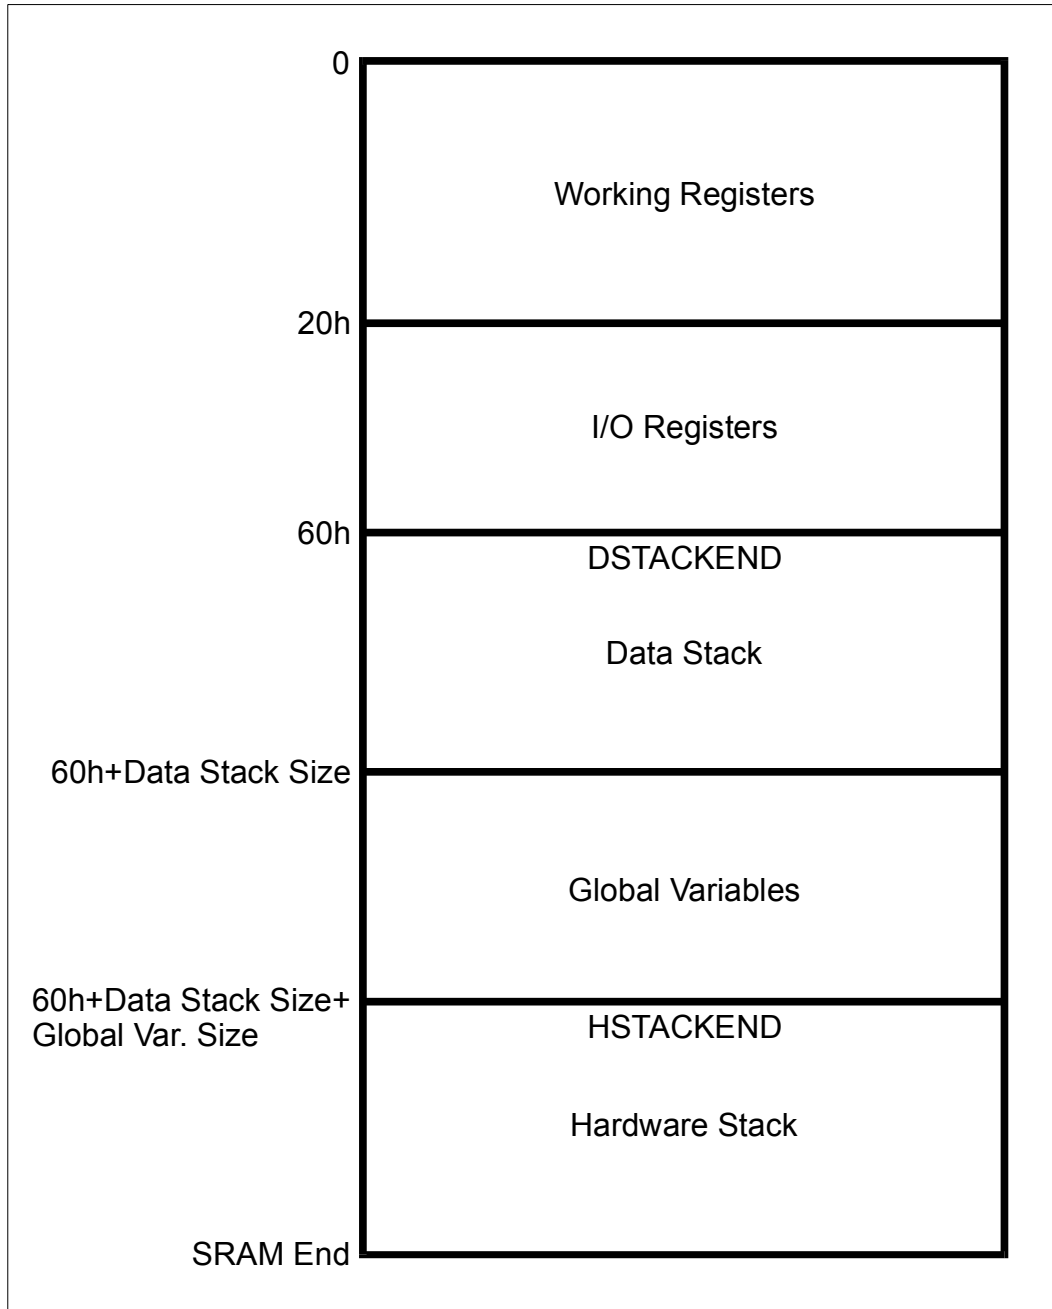 0
Working Registers
20h
I/O Registers
60h
DSTACKEND
Data Stack
60h+Data Stack Size
Global Variables
60h+Data Stack Size+
Global Var. Size
HSTACKEND
Hardware Stack
SRAM End